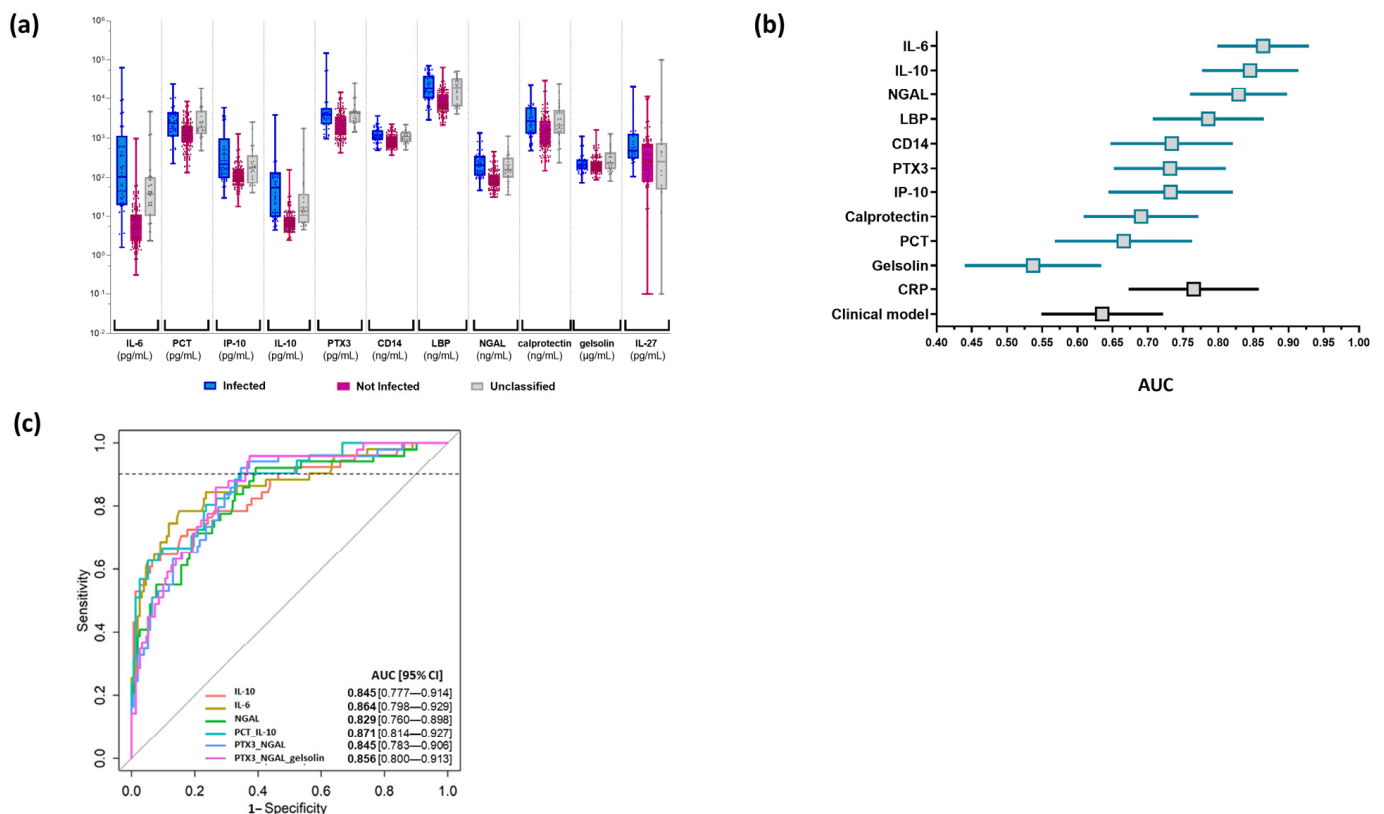 (a)
10⁶
10⁵
10⁴
10³
10²
10¹
10⁰
10⁻¹
10⁻²
IL-6 PCT IP-10 IL-10 PTX3 CD14 LBP NGAL calprotectin gelsolin IL-27
(pg/mL) (pg/mL) (pg/mL) (pg/mL) (pg/mL) (ng/mL) (ng/mL) (ng/mL) (ng/mL) (µg/mL) (pg/mL)
Infected Not Infected Unclassified
(b)
IL-6
IL-10
NGAL
LBP
CD14
PTX3
IP-10
Calprotectin
PCT
Gelsolin
CRP
Clinical model
0.40 0.45 0.50 0.55 0.60 0.65 0.70 0.75 0.80 0.85 0.90 0.95 1.00
AUC
(c)
Sensitivity
1.0
0.8
0.6
0.4
0.2
0.0
AUC [95% CI]
IL-10 0.845 [0.777—0.914]
IL-6 0.864 [0.798—0.929]
NGAL 0.829 [0.760—0.898]
PCT_IL-10 0.871 [0.814—0.927]
PTX3_NGAL 0.845 [0.783—0.906]
PTX3_NGAL_gelsolin 0.856 [0.800—0.913]
0.0 0.2 0.4 0.6 0.8 1.0
1– Specificity